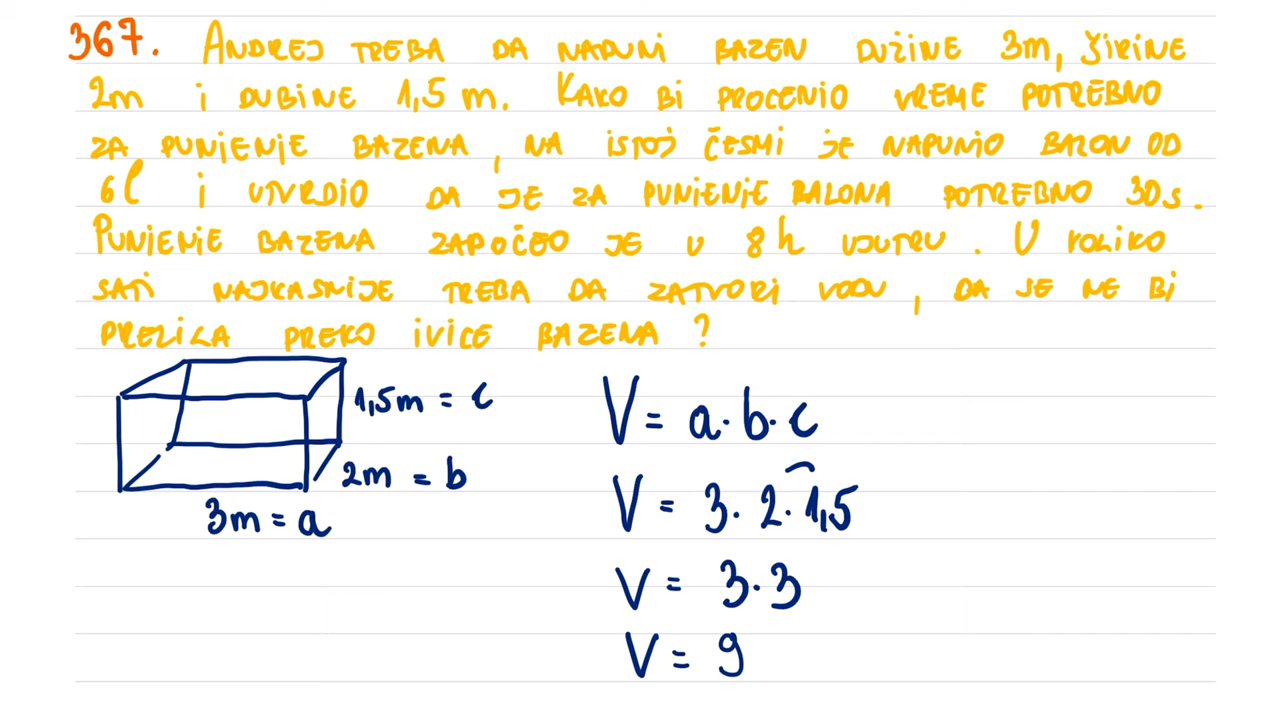 367. ANDREJ TREBA DA NAPUNI BAZEN DUŽINE 3m, ŠIRINE
2m I DUBINE 1,5 m. KAKO BI PROCENIO VREME POTREBNO
ZA PUNJENJE BAZENA, NA ISTOJ ČESMI JE NAPUNIO BALON OD
6l I UTVRDIO DA JE ZA PUNJENJE BALONA POTREBNO 30s.
PUNJENJE BAZENA ZAPOČEO JE U 8h UJUTRU. U KOLIKO
SATI NAJKASNIJE TREBA DA ZATVORI VODU, DA SE NE BI
PRELILA PREKO IVICE BAZENA?
1,5m = c
2m = b
3m = a
V = a·b·c
V = 3·2·1,5
V = 3·3
V = 9